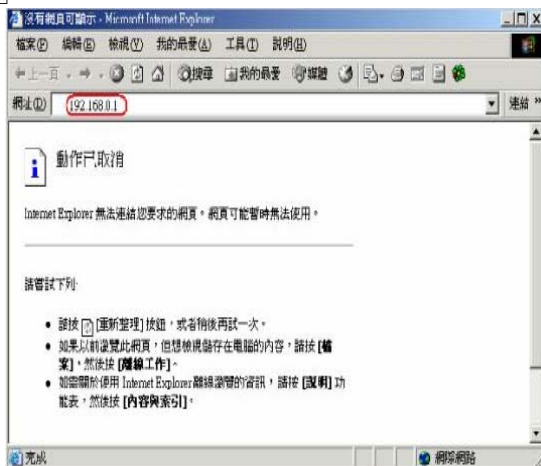 沒有網頁可顯示 - Microsoft Internet Explorer
檔案(F) 編輯(E) 檢視(V) 我的最愛(A) 工具(T) 說明(H)
上一頁 搜尋 我的最愛 媒體
網址(D) 192.168.0.1 連結 »
動作已取消
Internet Explorer 無法連結您要求的網頁。網頁可能暫時無法使用。
請嘗試下列:
請按 [重新整理] 按鈕，或者稍後再試一次。
如果以前瀏覽此網頁，但想檢視儲存在電腦的內容，請按 [檔
案]，然後按 [離線工作]。
如需關於使用 Internet Explorer 離線瀏覽的資訊，請按 [說明] 功
能表，然後按 [內容與索引]。
完成 網際網路